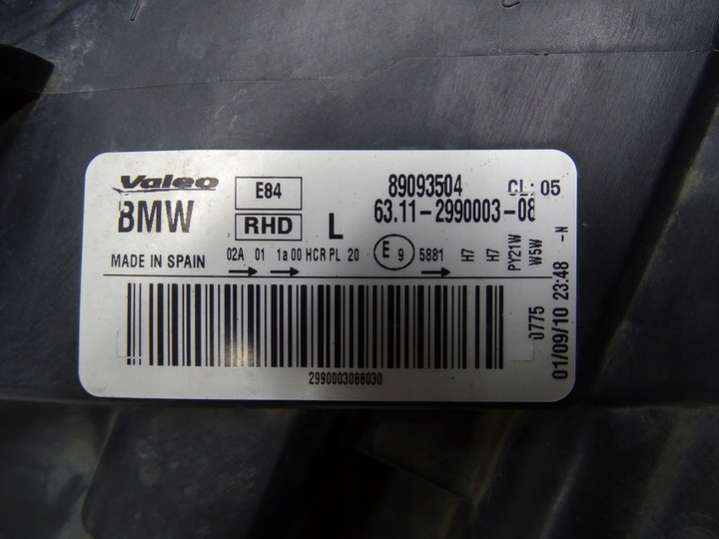 Valeo E84 89093504 CL: 05
BMW RHD L 63.11-2990003-08
MADE IN SPAIN 02A 01 1a 00 HCR PL 20 E 9 5881 H7 H7 PY21W W5W -N
0775
01/09/10 23:48
2990003088030